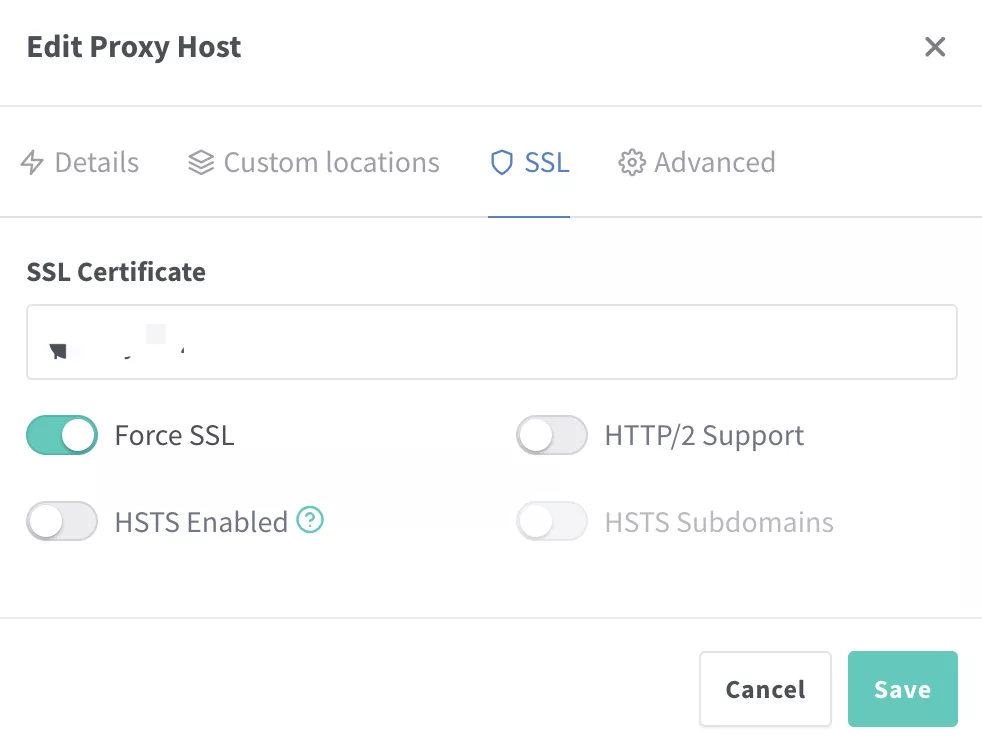 Edit Proxy Host
Details Custom locations SSL Advanced
SSL Certificate
Force SSL HTTP/2 Support
HSTS Enabled ? HSTS Subdomains
Cancel Save